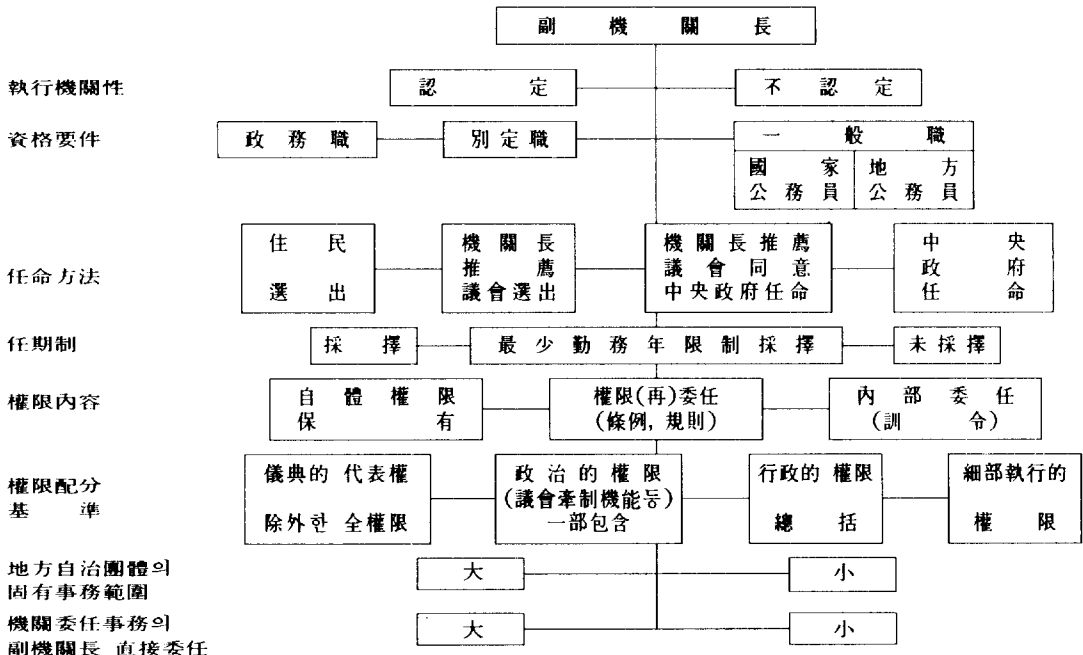 副機關長
執行機關性 認定 不認定
資格要件 政務職 別定職 一般職
國家 地方
公務員 公務員
住民 機關長 機關長推薦 中央
任命方法 推薦 議會同意 政府
選出 議會選出 中央政府任命 任命
任期制 採擇 最少勤務年限制採擇 未採擇
權限內容 自體權限 權限(再)委任 內部委任
保有 (條例, 規則) (訓令)
儀典的 代表權 政治的 權限 行政的 權限 細部執行的
權限配分 (議會牽制機能등)
基準 除外한 全權限 一部包含 總括 權限
地方自治團體의 大 小
固有事務範圍
機關委任事務의 大 小
副機關長 直接委任